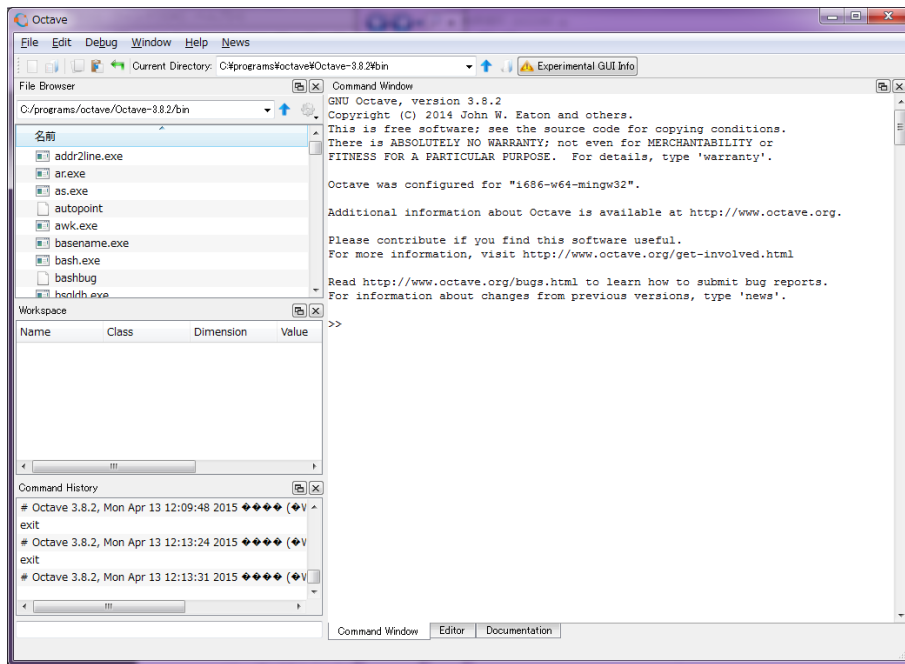 Octave
File Edit Debug Window Help News
Current Directory: C:¥programs¥octave¥Octave-3.8.2¥bin Experimental GUI Info
File Browser
C:/programs/octave/Octave-3.8.2/bin
名前
addr2line.exe
ar.exe
as.exe
autopoint
awk.exe
basename.exe
bash.exe
bashbug
bsqldb.exe
Workspace
Name Class Dimension Value
Command History
# Octave 3.8.2, Mon Apr 13 12:09:48 2015 ���� (�V
exit
# Octave 3.8.2, Mon Apr 13 12:13:24 2015 ���� (�V
exit
# Octave 3.8.2, Mon Apr 13 12:13:31 2015 ���� (�V
Command Window
GNU Octave, version 3.8.2
Copyright (C) 2014 John W. Eaton and others.
This is free software; see the source code for copying conditions.
There is ABSOLUTELY NO WARRANTY; not even for MERCHANTABILITY or
FITNESS FOR A PARTICULAR PURPOSE.  For details, type 'warranty'.
Octave was configured for "i686-w64-mingw32".
Additional information about Octave is available at http://www.octave.org.
Please contribute if you find this software useful.
For more information, visit http://www.octave.org/get-involved.html
Read http://www.octave.org/bugs.html to learn how to submit bug reports.
For information about changes from previous versions, type 'news'.
>>
Command Window Editor Documentation